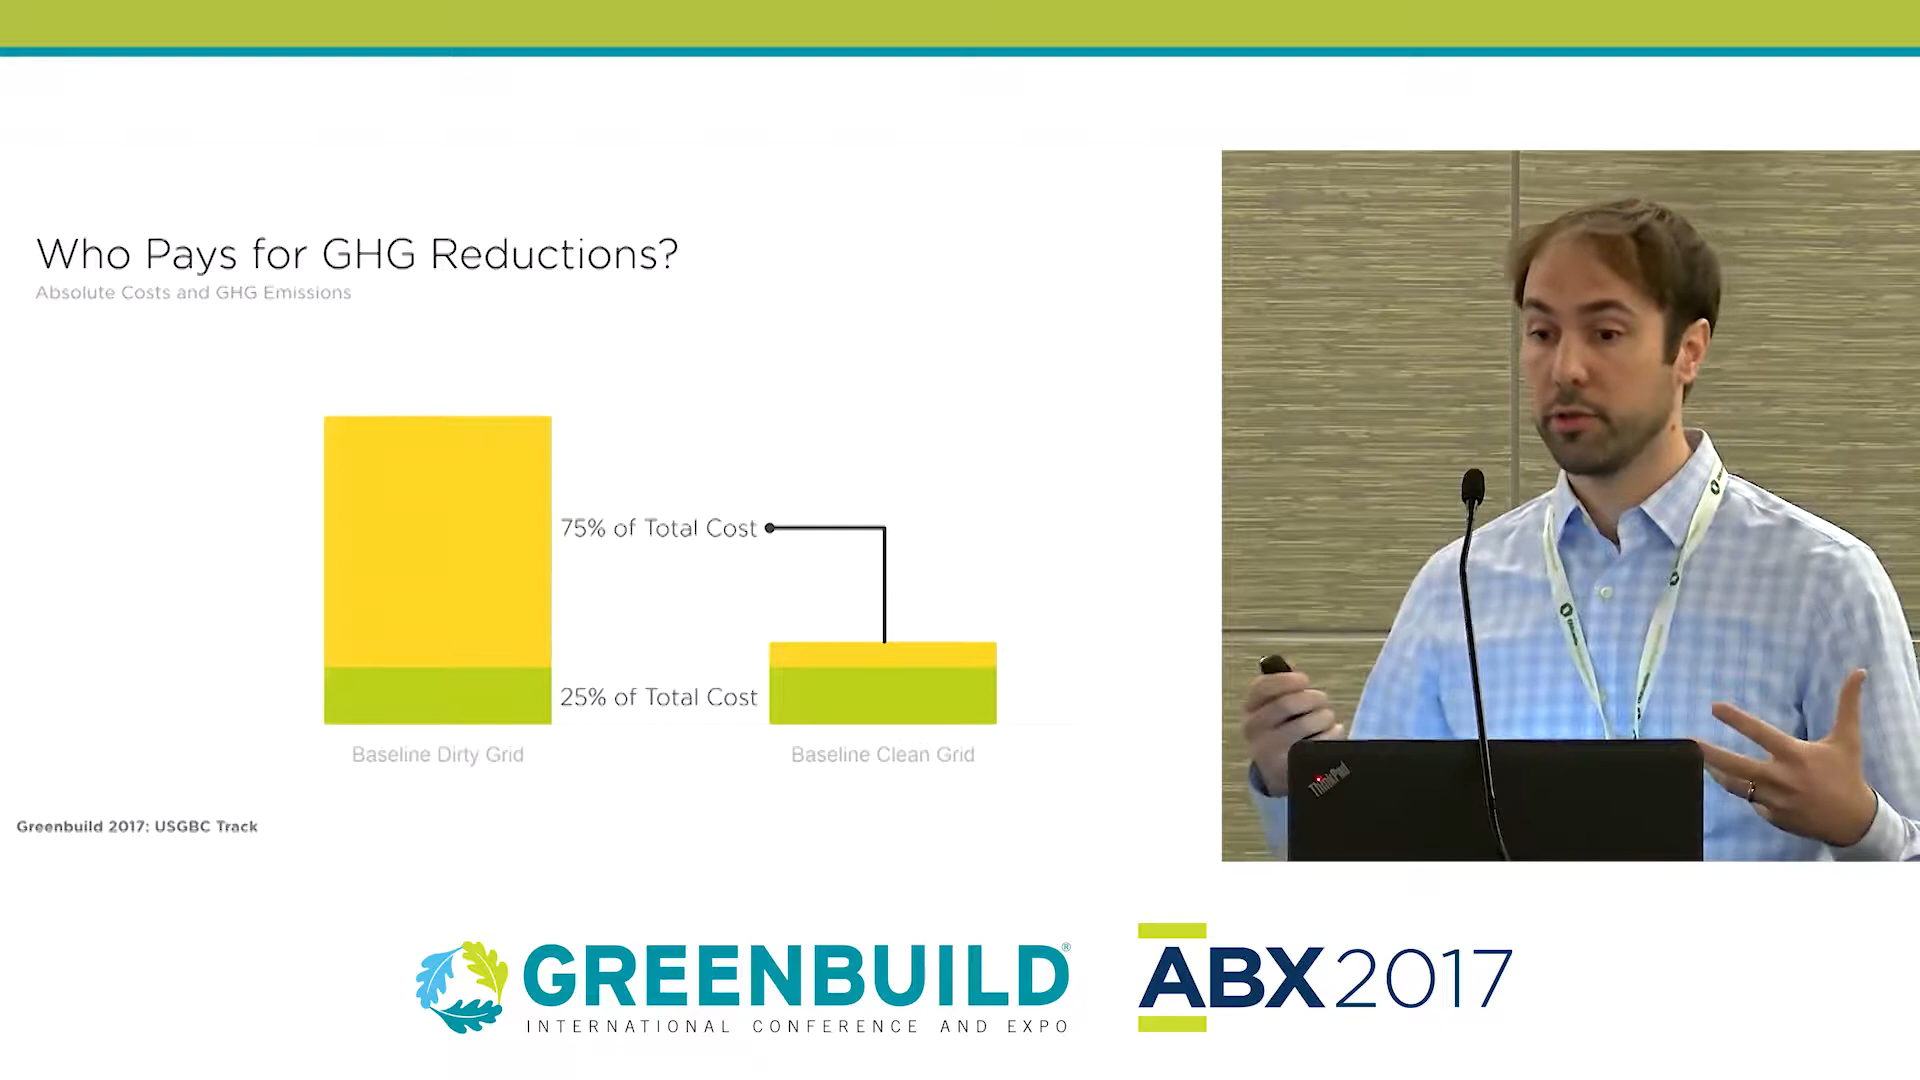 Who Pays for GHG Reductions?
Absolute Costs and GHG Emissions
75% of Total Cost
25% of Total Cost
Baseline Dirty Grid
Baseline Clean Grid
Greenbuild 2017: USGBC Track
ThinkPad
GREENBUILD®
INTERNATIONAL CONFERENCE AND EXPO
ABX2017